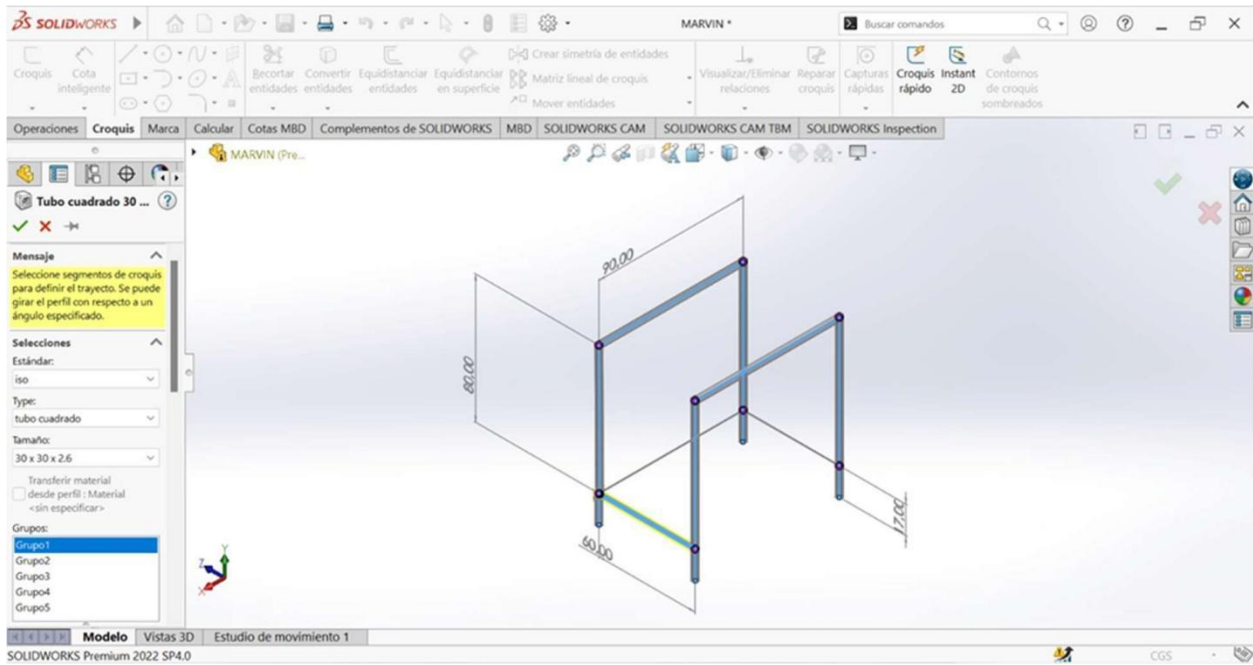 SOLIDWORKS
MARVIN *
Buscar comandos
Croquis
Cota inteligente
Recortar entidades
Convertir entidades
Equidistanciar entidades
Equidistanciar en superficie
Crear simetría de entidades
Matriz lineal de croquis
Mover entidades
Visualizar/Eliminar relaciones
Reparar croquis
Capturas rápidas
Croquis rápido
Instant 2D
Contornos de croquis sombreados
Operaciones
Croquis
Marca
Calcular
Cotas MBD
Complementos de SOLIDWORKS
MBD
SOLIDWORKS CAM
SOLIDWORKS CAM TBM
SOLIDWORKS Inspection
MARVIN (Pre...
Tubo cuadrado 30 ...
Mensaje
Seleccione segmentos de croquis
para definir el trayecto. Se puede
girar el perfil con respecto a un
ángulo especificado.
Selecciones
Estándar:
iso
Type:
tubo cuadrado
Tamaño:
30 x 30 x 2.6
Transferir material
desde perfil : Material
<sin especificar>
Grupos:
Grupo1
Grupo2
Grupo3
Grupo4
Grupo5
90,00
80,00
60,00
17,00
Y
Z
X
Modelo
Vistas 3D
Estudio de movimiento 1
SOLIDWORKS Premium 2022 SP4.0
CGS